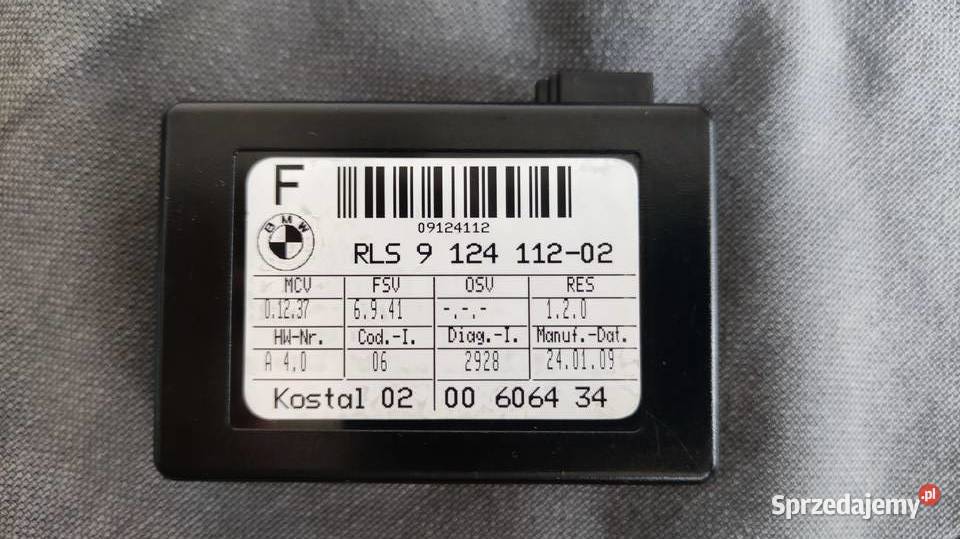 F
09124112
BMW
RLS 9 124 112-02
MCV FSV OSV RES
0.12.37 6.9.41 -.-.- 1.2.0
HW-Nr. Cod.-I. Diag.-I. Manuf.-Dat.
A 4,0 06 2928 24.01.09
Kostal 02 00 6064 34
Sprzedajemy.pl